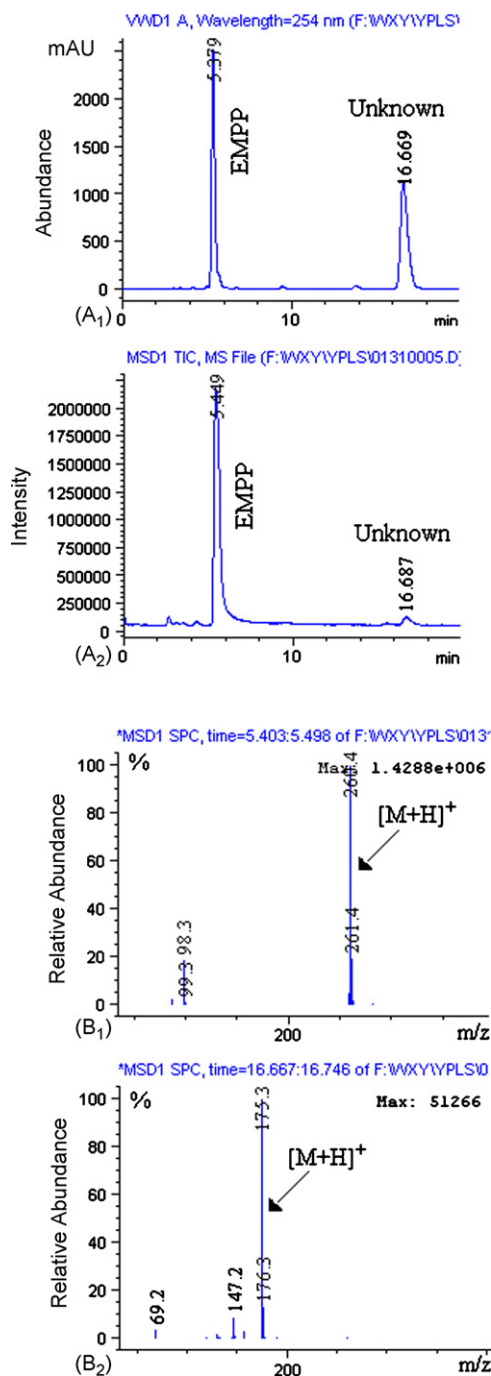 VWD1 A, Wavelength=254 nm (F:\WXY\YPLS\
mAU
5.379
2000
1500
1000
500
0
Abundance
EMPP
Unknown
16.669
(A1)
0 10 min
MSD1 TIC, MS File (F:\WXY\YPLS\01310005.D)
5.449
2000000
1750000
1500000
1250000
1000000
750000
500000
250000
0
Intensity
EMPP
Unknown
16.687
(A2)
0 10 min
*MSD1 SPC, time=5.403:5.498 of F:\WXY\YPLS\013
100
80
60
40
20
0
%
Max: 1.4288e+006
[M+H]+
261.4
98.3
99.3
Relative Abundance
(B1)
200 m/z
*MSD1 SPC, time=16.667:16.746 of F:\WXY\YPLS\0
100
80
60
40
20
0
%
Max: 51266
175.3
[M+H]+
176.3
147.2
69.2
Relative Abundance
(B2)
200 m/z